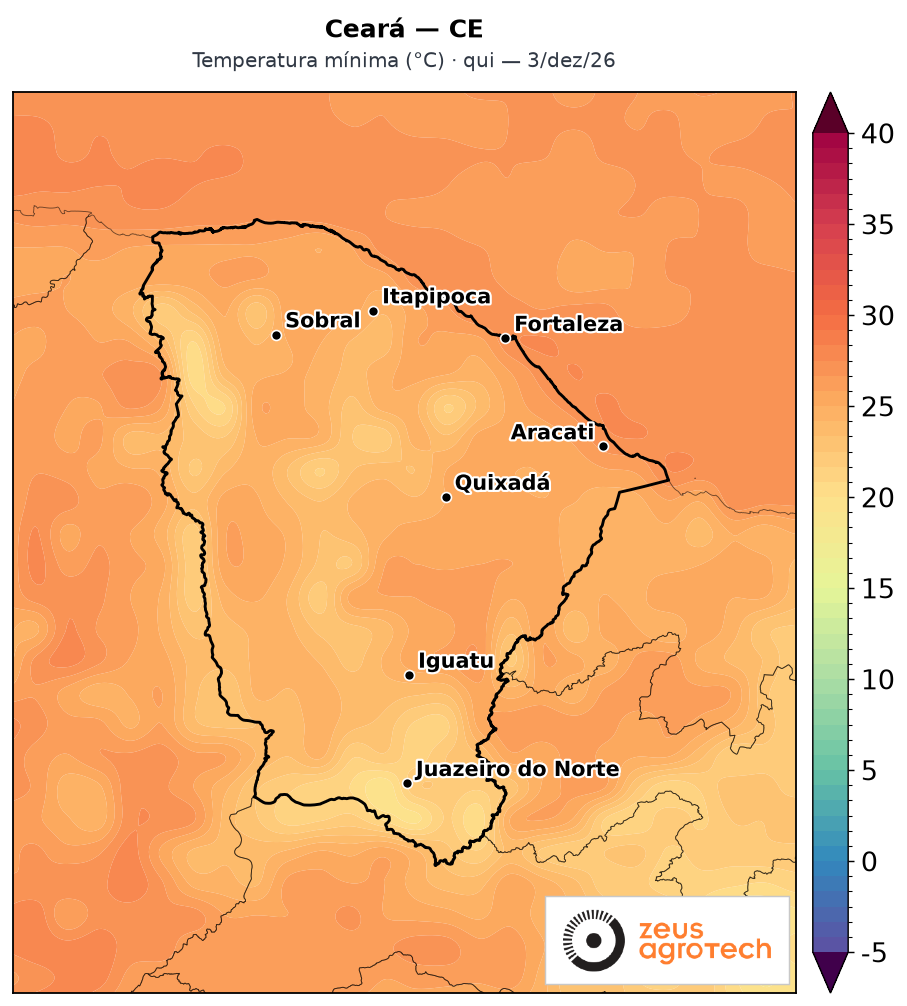 Ceará — CE
Temperatura mínima (°C) · qui — 3/dez/26
40
35
30
25
20
15
10
5
0
-5
Itapipoca
Sobral
Fortaleza
Aracati
Quixadá
Iguatu
Juazeiro do Norte
zeus
agrotech